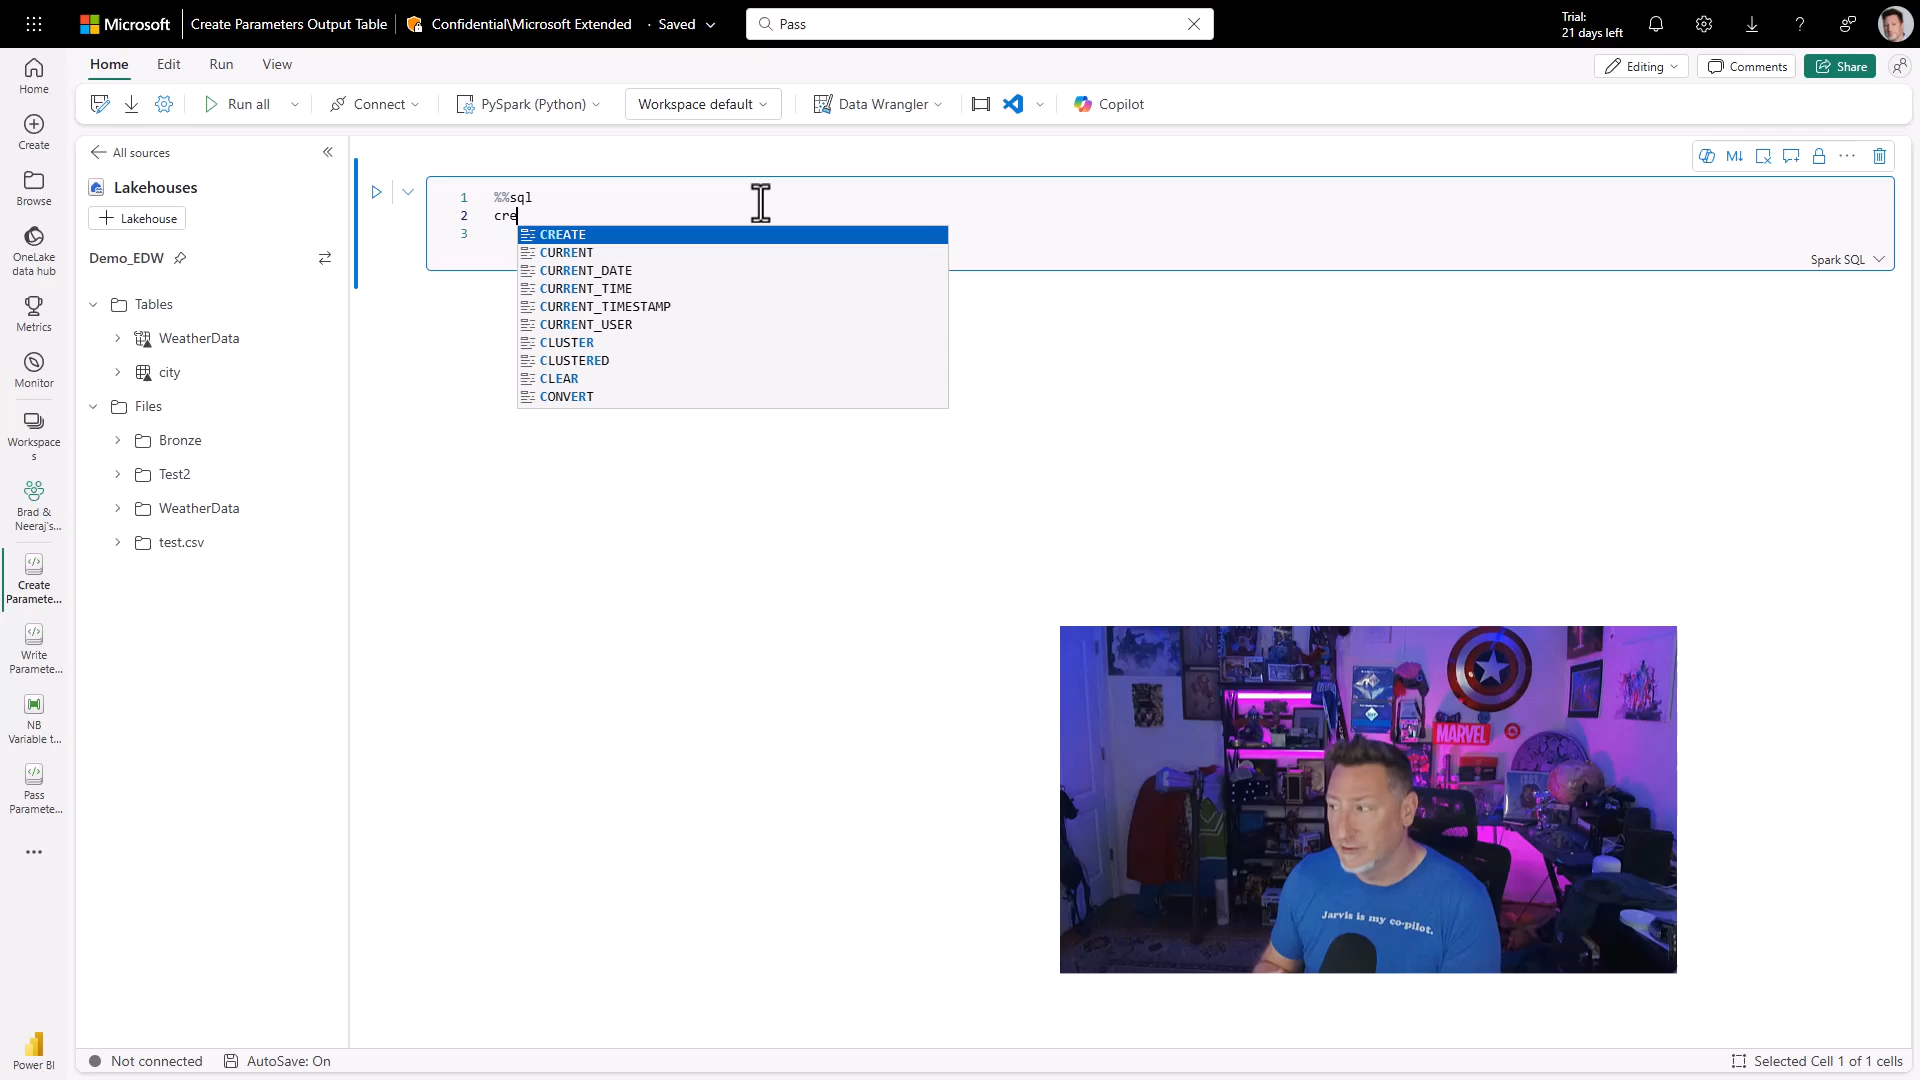 Microsoft
Create Parameters Output Table
Confidential\Microsoft Extended
· Saved
Pass
Trial:
21 days left
Home
Edit
Run
View
Editing
Comments
Share
Run all
Connect
PySpark (Python)
Workspace default
Data Wrangler
Copilot
Home
Create
Browse
OneLake
data hub
Metrics
Monitor
Workspace
s
Brad &
Neeraj's...
Create
Paramete...
Write
Paramete...
NB
Variable t...
Pass
Paramete...
Power BI
All sources
Lakehouses
Lakehouse
Demo_EDW
Tables
WeatherData
city
Files
Bronze
Test2
WeatherData
test.csv
M↓
1 %%sql
2 cre
3
CREATE
CURRENT
CURRENT_DATE
CURRENT_TIME
CURRENT_TIMESTAMP
CURRENT_USER
CLUSTER
CLUSTERED
CLEAR
CONVERT
Spark SQL
MARVEL
Jarvis is my co-pilot.
Not connected
AutoSave: On
Selected Cell 1 of 1 cells